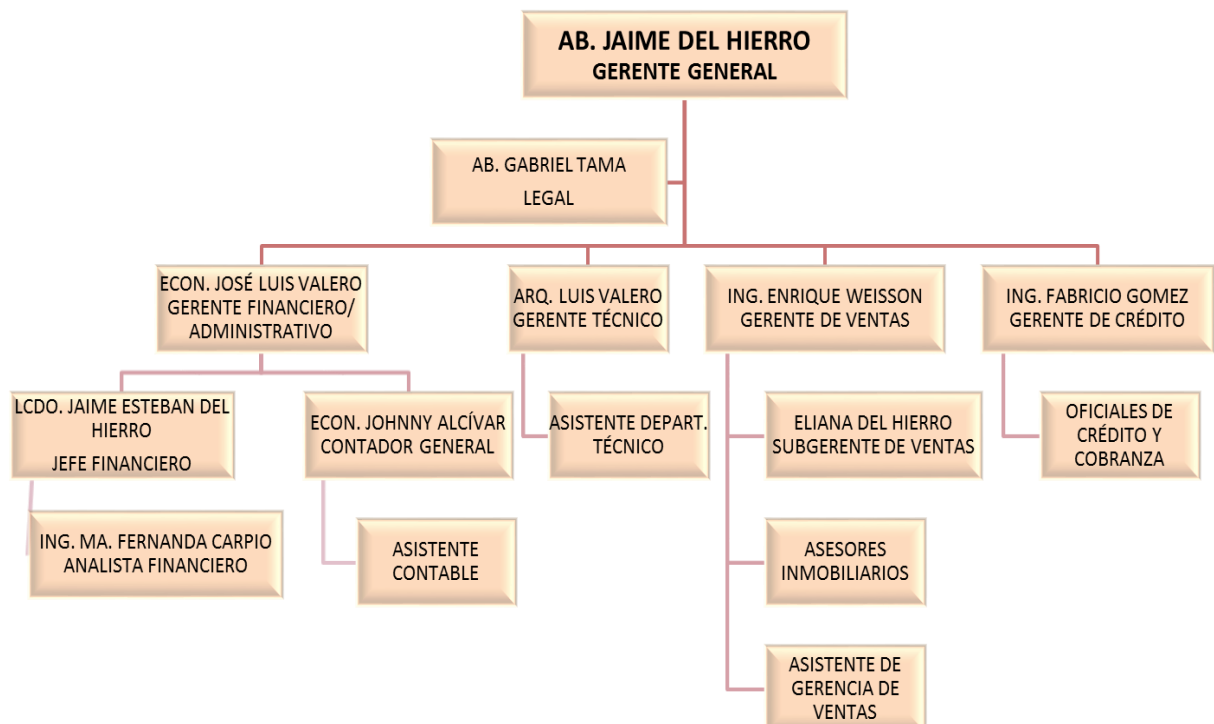 AB. JAIME DEL HIERRO
GERENTE GENERAL
AB. GABRIEL TAMA
LEGAL
ECON. JOSÉ LUIS VALERO
GERENTE FINANCIERO/
ADMINISTRATIVO
ARQ. LUIS VALERO
GERENTE TÉCNICO
ING. ENRIQUE WEISSON
GERENTE DE VENTAS
ING. FABRICIO GOMEZ
GERENTE DE CRÉDITO
LCDO. JAIME ESTEBAN DEL
HIERRO
JEFE FINANCIERO
ECON. JOHNNY ALCÍVAR
CONTADOR GENERAL
ASISTENTE DEPART.
TÉCNICO
ELIANA DEL HIERRO
SUBGERENTE DE VENTAS
OFICIALES DE
CRÉDITO Y
COBRANZA
ING. MA. FERNANDA CARPIO
ANALISTA FINANCIERO
ASISTENTE
CONTABLE
ASESORES
INMOBILIARIOS
ASISTENTE DE
GERENCIA DE
VENTAS